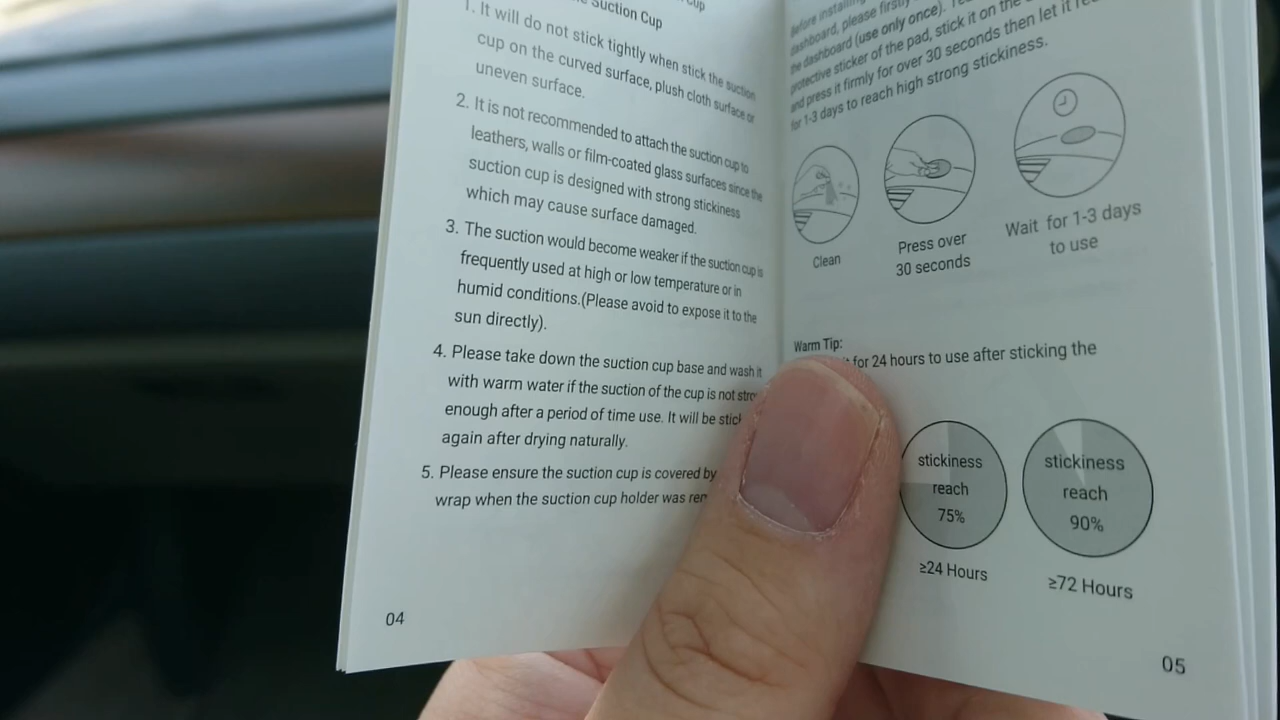 Suction Cup
1. It will do not stick tightly when stick the suction
cup on the curved surface, plush cloth surface or
uneven surface.
2. It is not recommended to attach the suction cup to
leathers, walls or film-coated glass surfaces since the
suction cup is designed with strong stickiness
which may cause surface damaged.
3. The suction would become weaker if the suction cup is
frequently used at high or low temperature or in
humid conditions.(Please avoid to expose it to the
sun directly).
4. Please take down the suction cup base and wash it
with warm water if the suction of the cup is not
enough after a period of time use. It will be
again after drying naturally.
5. Please ensure the suction cup is covered by
wrap when the suction cup holder was
04
Before installing
dashboard, please firstly
the dashboard (use only once).
protective sticker of the pad, stick it on the
and press it firmly for over 30 seconds then let it
for 1-3 days to reach high strong stickiness.
Clean
Press over
30 seconds
Wait for 1-3 days
to use
Warm Tip:
for 24 hours to use after sticking the
stickiness
reach
75%
≥24 Hours
stickiness
reach
90%
≥72 Hours
05